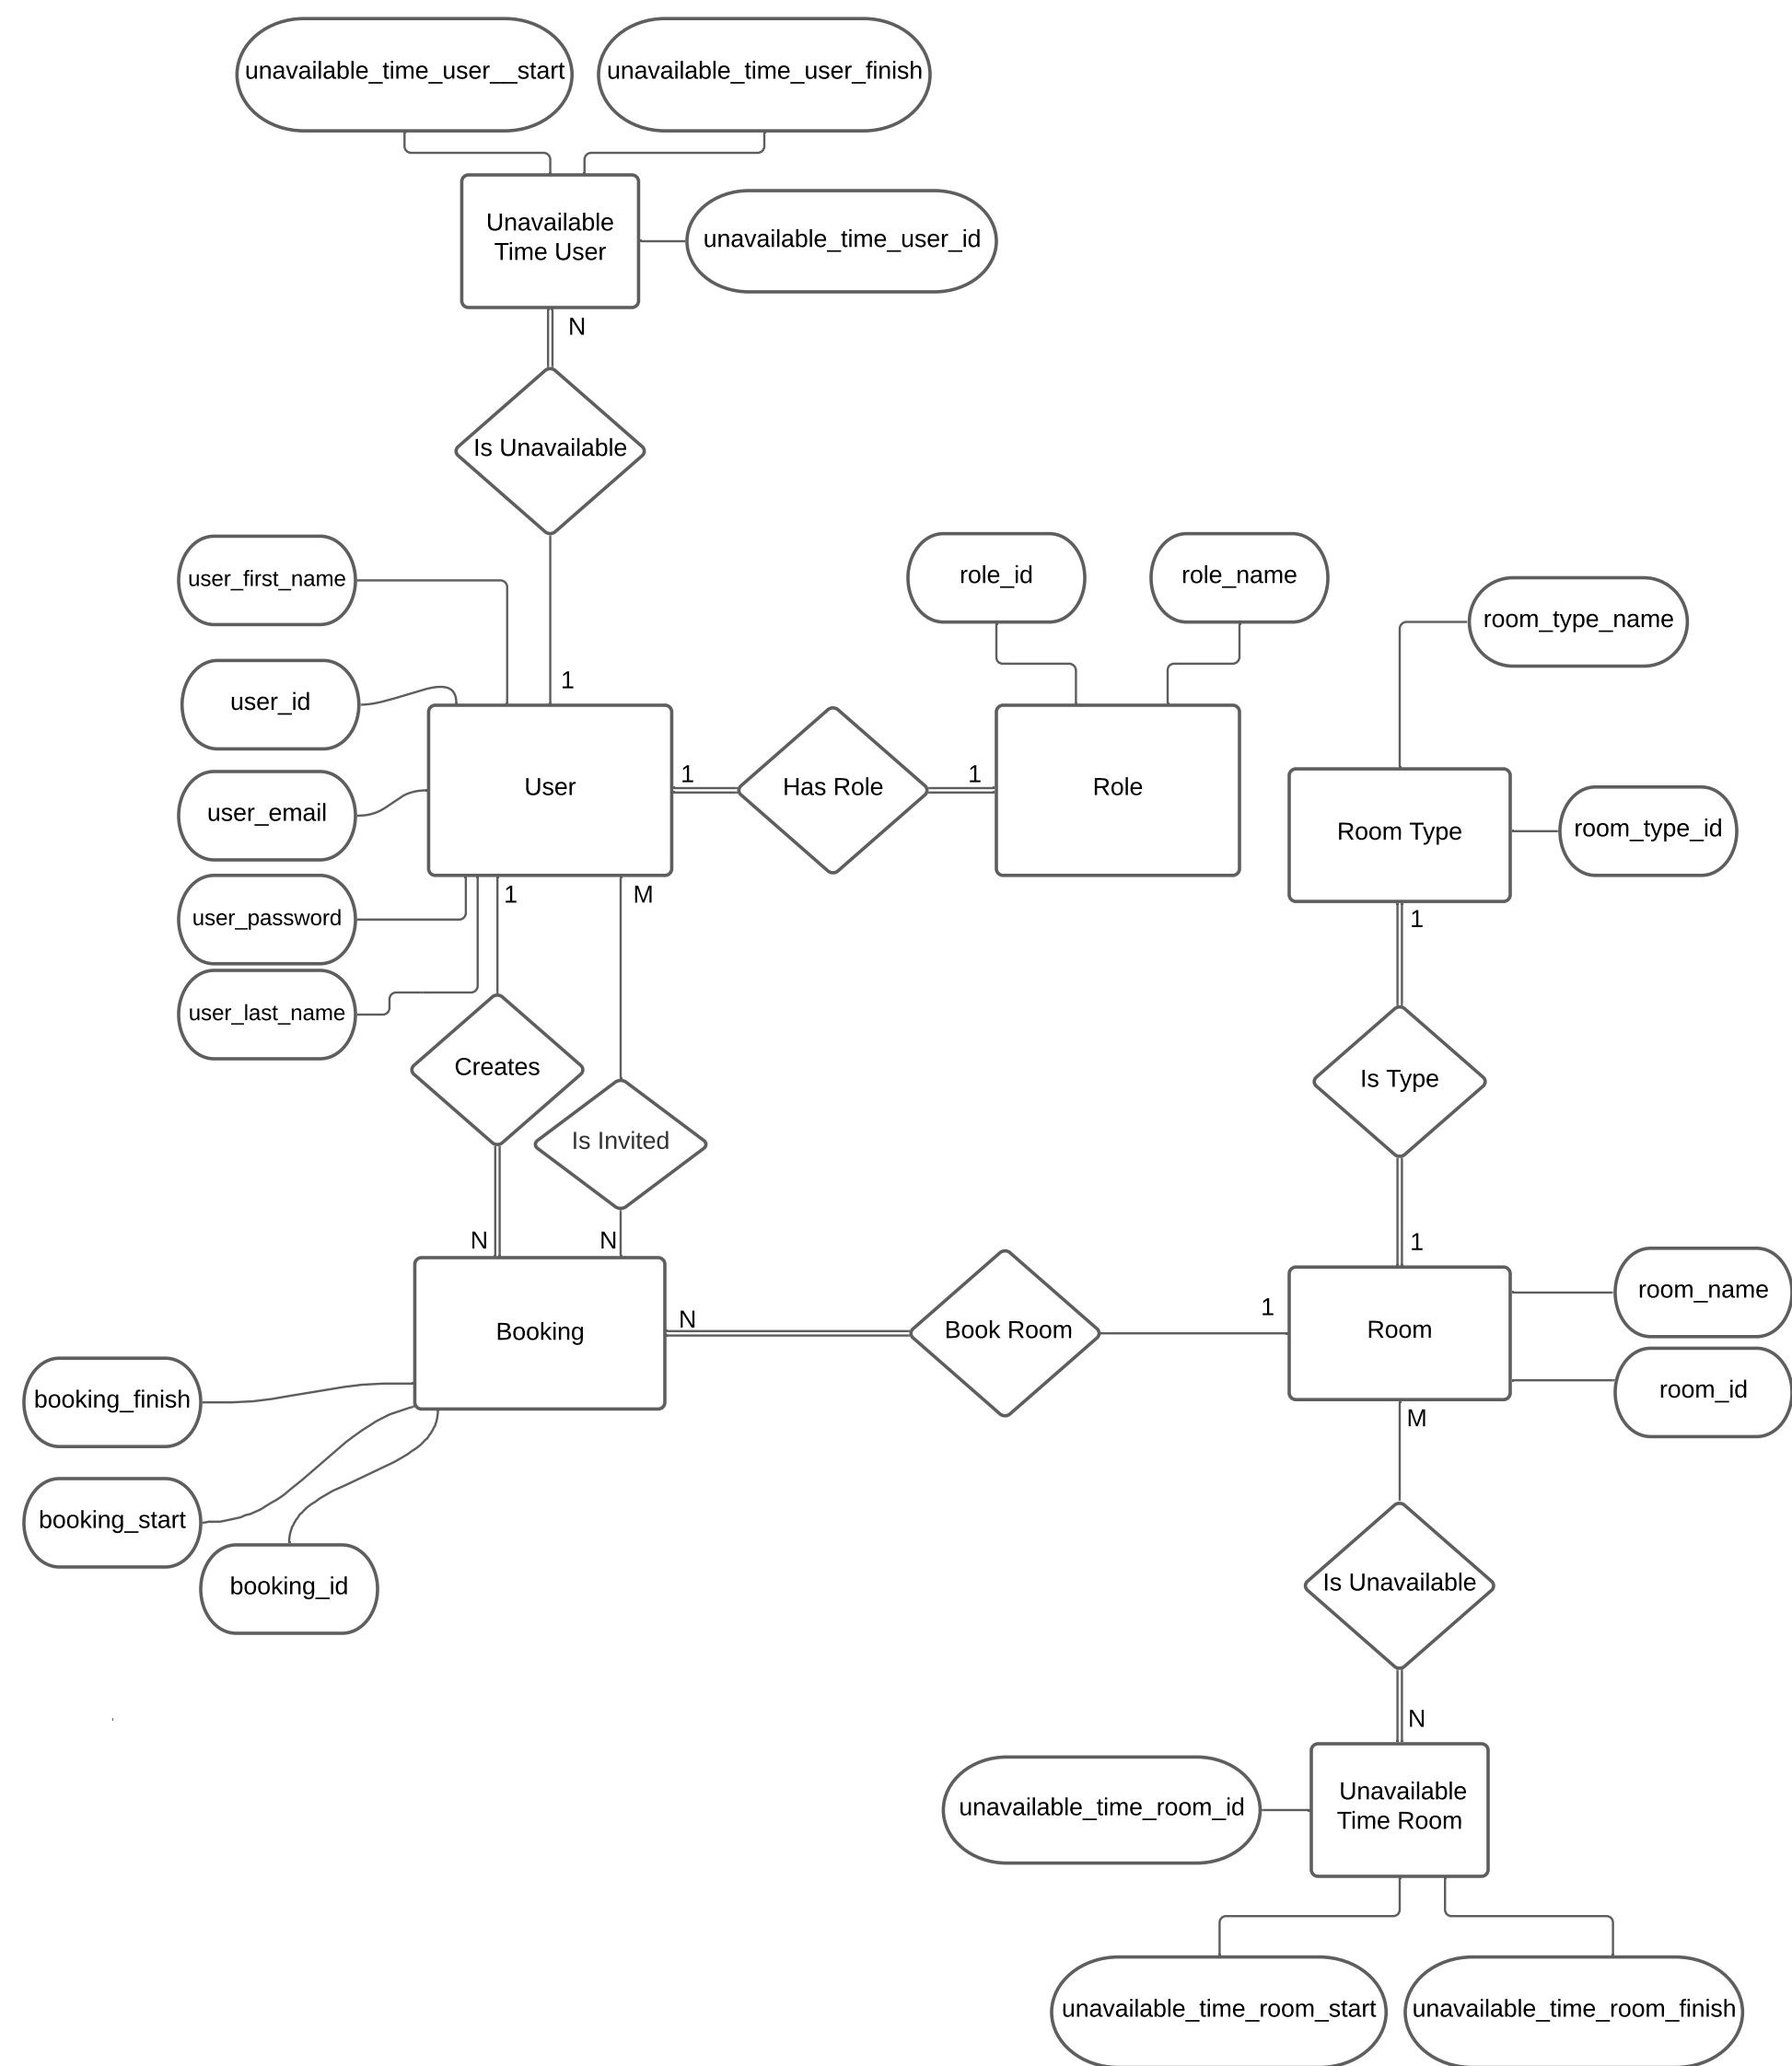 unavailable_time_user__start
unavailable_time_user_finish
Unavailable
Time User
unavailable_time_user_id
N
Is Unavailable
user_first_name
role_id
role_name
room_type_name
1
user_id
User
1
Has Role
1
Role
user_email
Room Type
room_type_id
1
M
1
user_password
user_last_name
Creates
Is Type
Is Invited
N
N
1
room_name
Booking
N
Book Room
1
Room
room_id
booking_finish
M
booking_start
Is Unavailable
booking_id
N
unavailable_time_room_id
Unavailable
Time Room
unavailable_time_room_start
unavailable_time_room_finish